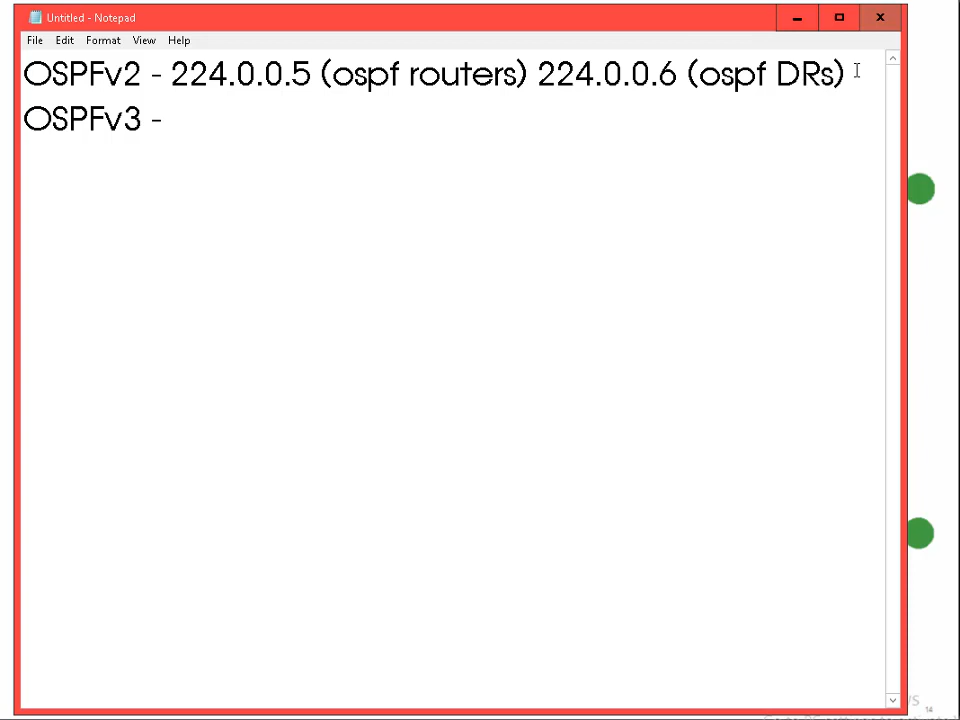 Untitled - Notepad
File Edit Format View Help
OSPFv2 - 224.0.0.5 (ospf routers) 224.0.0.6 (ospf DRs)
OSPFv3 -
14